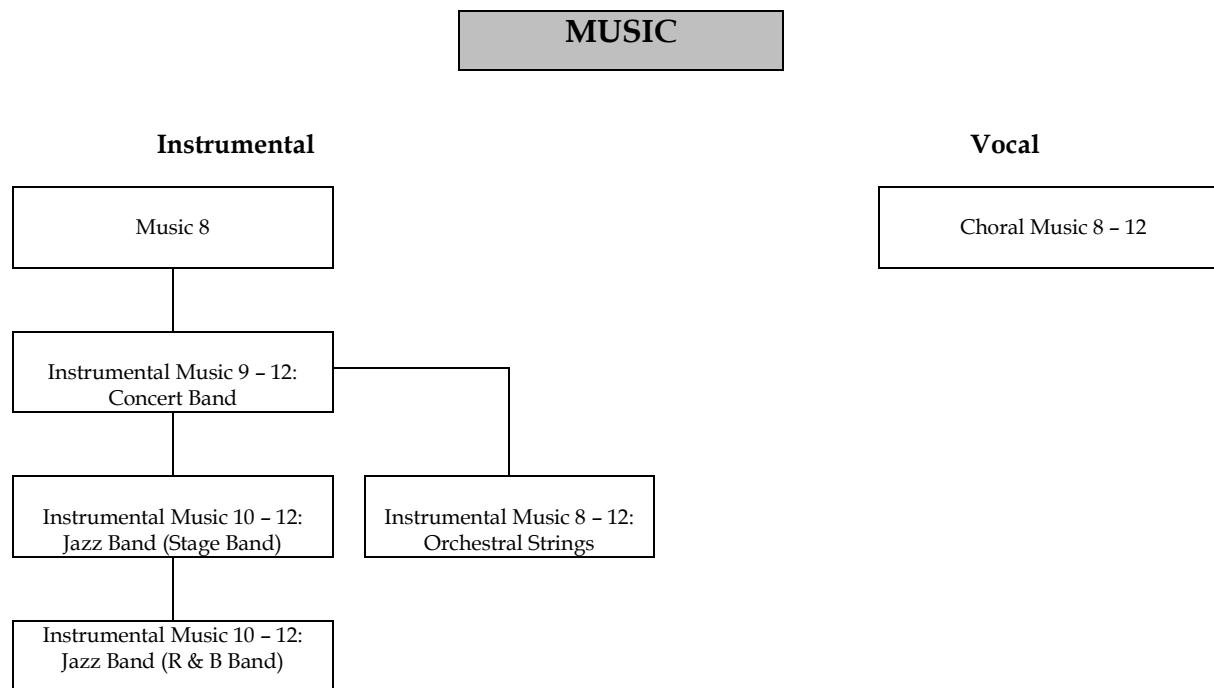 MUSIC
Instrumental
Vocal
Music 8
Choral Music 8 – 12
Instrumental Music 9 – 12:
Concert Band
Instrumental Music 10 – 12:
Jazz Band (Stage Band)
Instrumental Music 8 – 12:
Orchestral Strings
Instrumental Music 10 – 12:
Jazz Band (R & B Band)